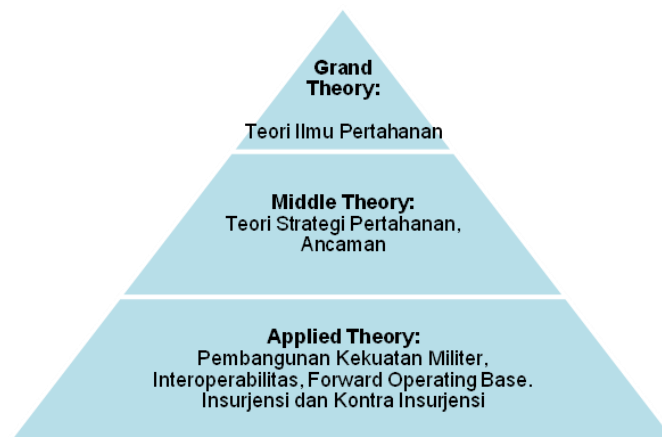 Grand
Theory:
Teori Ilmu Pertahanan
Middle Theory:
Teori Strategi Pertahanan,
Ancaman
Applied Theory:
Pembangunan Kekuatan Militer,
Interoperabilitas, Forward Operating Base.
Insurjensi dan Kontra Insurjensi